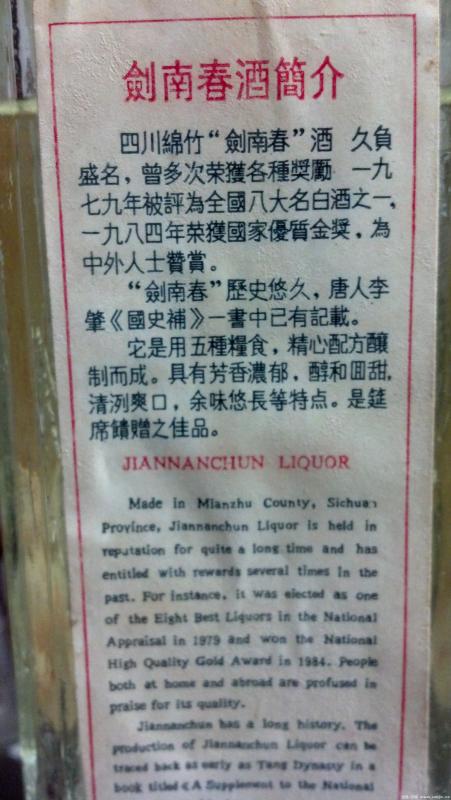 劍南春酒簡介
四川綿竹“劍南春”酒 久負
盛名，曾多次荣獲各種獎勵 一九
七九年被評為全國八大名白酒之一，
一九八四年荣獲國家優質金獎，為
中外人士贊賞。
“劍南春”歷史悠久，唐人李
肇《國史補》一書中已有記載。
它是用五種糧食，精心配方釀
制而成。具有芳香濃郁，醇和回甜，
清洌爽口，余味悠長等特点。是筵
席饋贈之佳品。
JIANNANCHUN LIQUOR
Made in Mianzhu County, Sichuan
Province, Jiannanchun Liquor is held in
reputation for quite a long time and has
entitled with rewards several times in the
past. For instance, it was elected as one
of the Eight Best Liquors in the National
Appraisal in 1979 and won the National
High Quality Gold Award in 1984. People
both at home and abroad are profused in
praise for its quality.
Jiannanchun has a long history. The
production of Jiannanchun Liquor can be
traced back as early as Tang Dynasty in a
book titled《A Supplement to the National